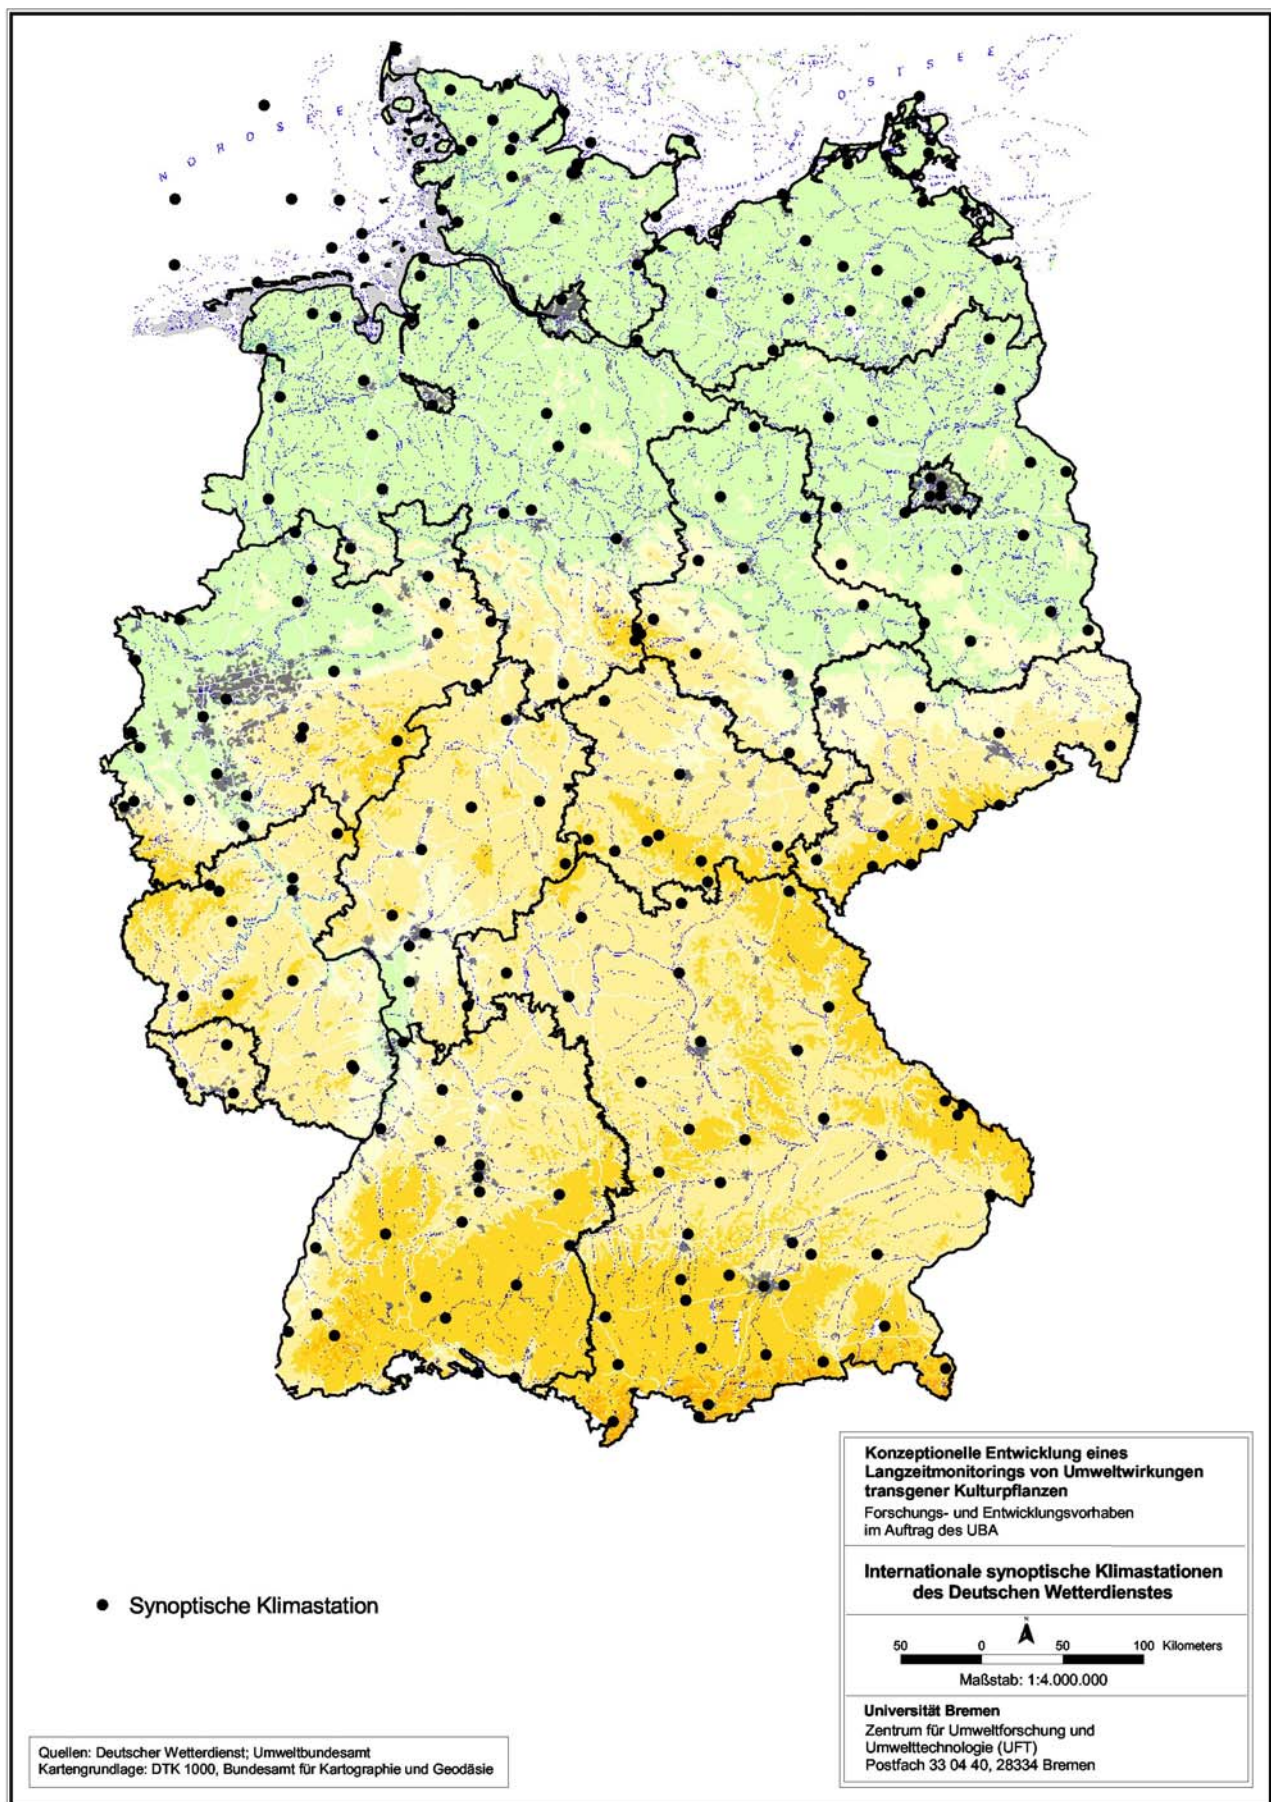 NORDSEE
OSTSEE
Synoptische Klimastation
Konzeptionelle Entwicklung eines
Langzeitmonitorings von Umweltwirkungen
transgener Kulturpflanzen
Forschungs- und Entwicklungsvorhaben
im Auftrag des UBA
Internationale synoptische Klimastationen
des Deutschen Wetterdienstes
N
50 0 50 100 Kilometers
Maßstab: 1:4.000.000
Universität Bremen
Zentrum für Umweltforschung und
Umwelttechnologie (UFT)
Postfach 33 04 40, 28334 Bremen
Quellen: Deutscher Wetterdienst; Umweltbundesamt
Kartengrundlage: DTK 1000, Bundesamt für Kartographie und Geodäsie